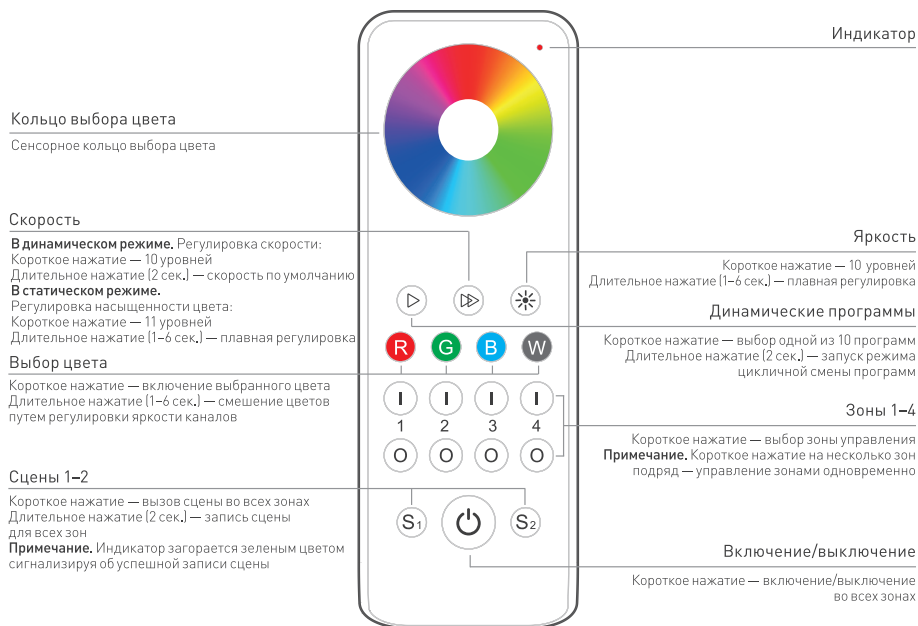 Индикатор
Кольцо выбора цвета
Сенсорное кольцо выбора цвета
Скорость
В динамическом режиме. Регулировка скорости:
Короткое нажатие — 10 уровней
Длительное нажатие (2 сек.) — скорость по умолчанию
В статическом режиме.
Регулировка насыщенности цвета:
Короткое нажатие — 11 уровней
Длительное нажатие (1–6 сек.) — плавная регулировка
Выбор цвета
Короткое нажатие — включение выбранного цвета
Длительное нажатие (1–6 сек.) — смешение цветов
путем регулировки яркости каналов
Сцены 1–2
Короткое нажатие — вызов сцены во всех зонах
Длительное нажатие (2 сек.) — запись сцены
для всех зон
Примечание. Индикатор загорается зеленым цветом
сигнализируя об успешной записи сцены
R G B W
I I I I
1 2 3 4
O O O O
S1 S2
Яркость
Короткое нажатие — 10 уровней
Длительное нажатие (1–6 сек.) — плавная регулировка
Динамические программы
Короткое нажатие — выбор одной из 10 программ
Длительное нажатие (2 сек.) — запуск режима
цикличной смены программ
Зоны 1–4
Короткое нажатие — выбор зоны управления
Примечание. Короткое нажатие на несколько зон
подряд — управление зонами одновременно
Включение/выключение
Короткое нажатие — включение/выключение
во всех зонах